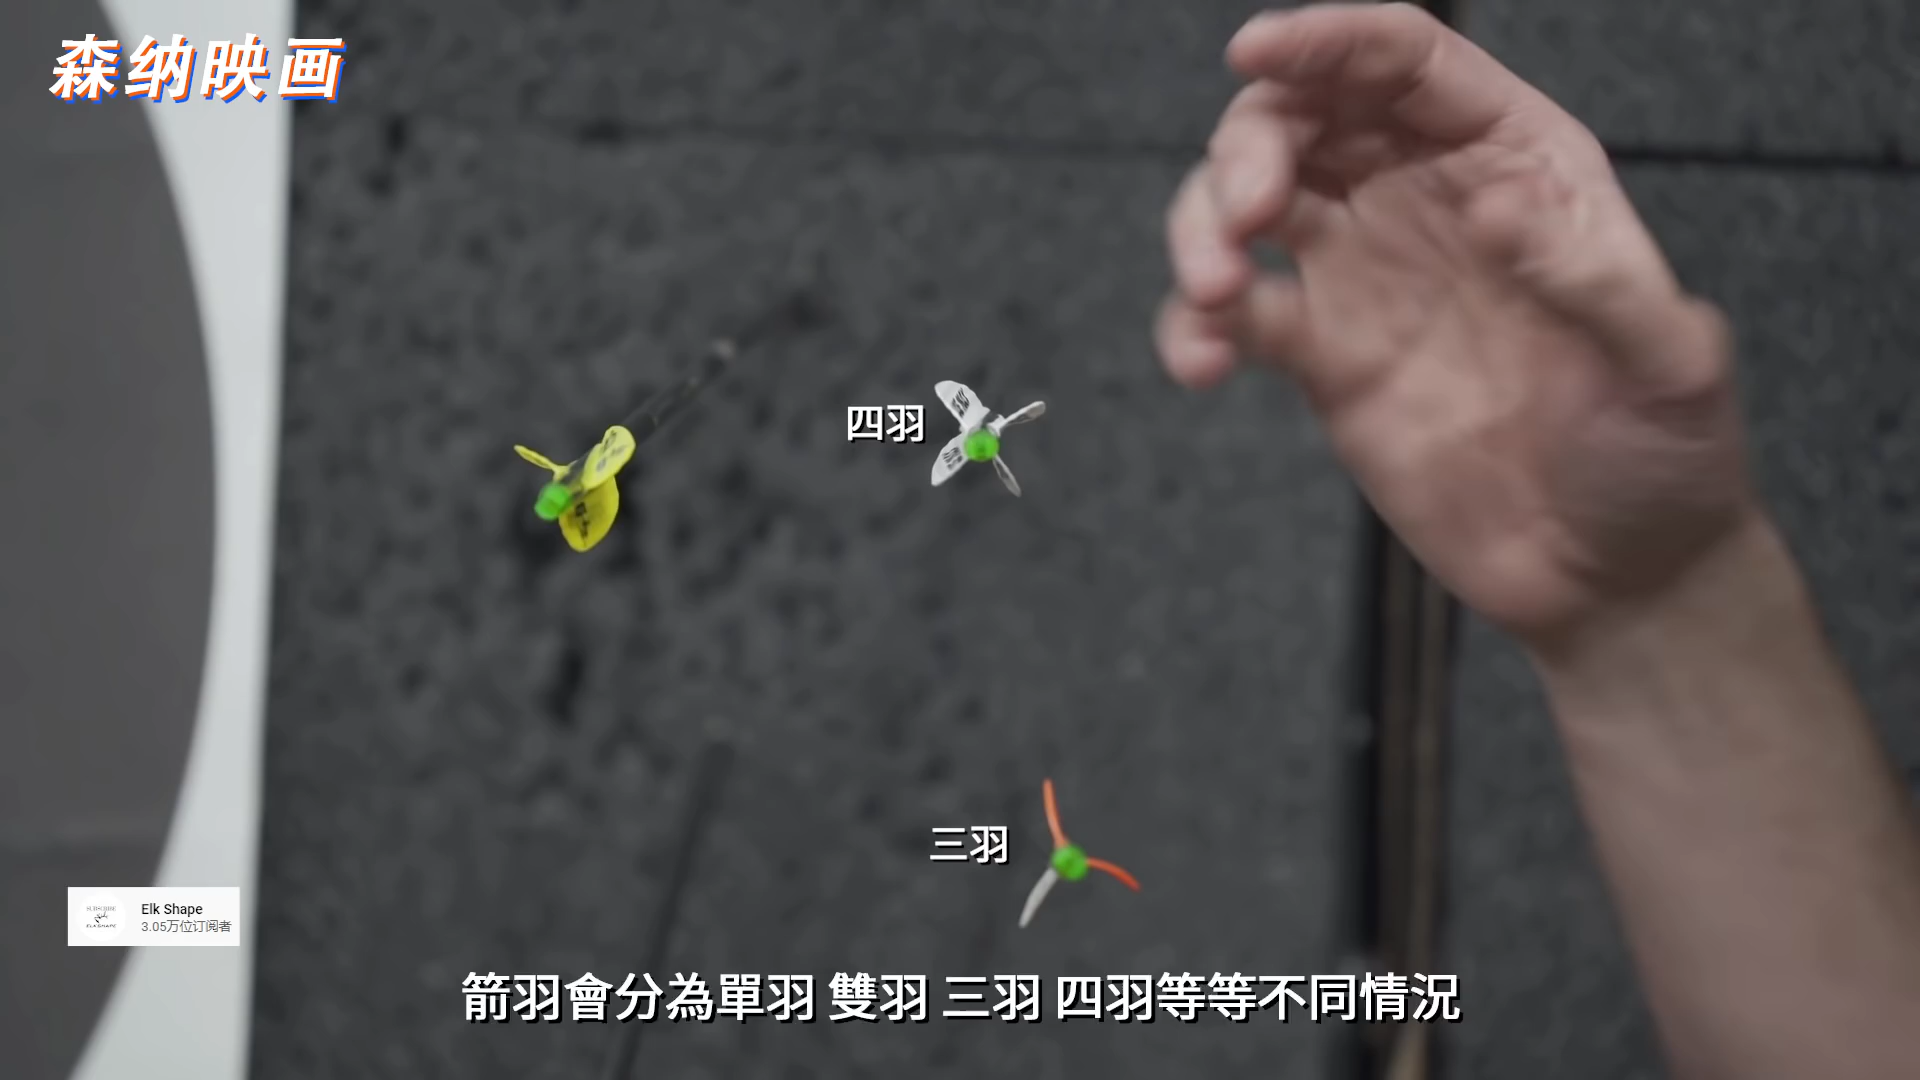 森纳映画
四羽
三羽
Elk Shape
3.05万位订阅者
箭羽會分為單羽 雙羽 三羽 四羽等等不同情況